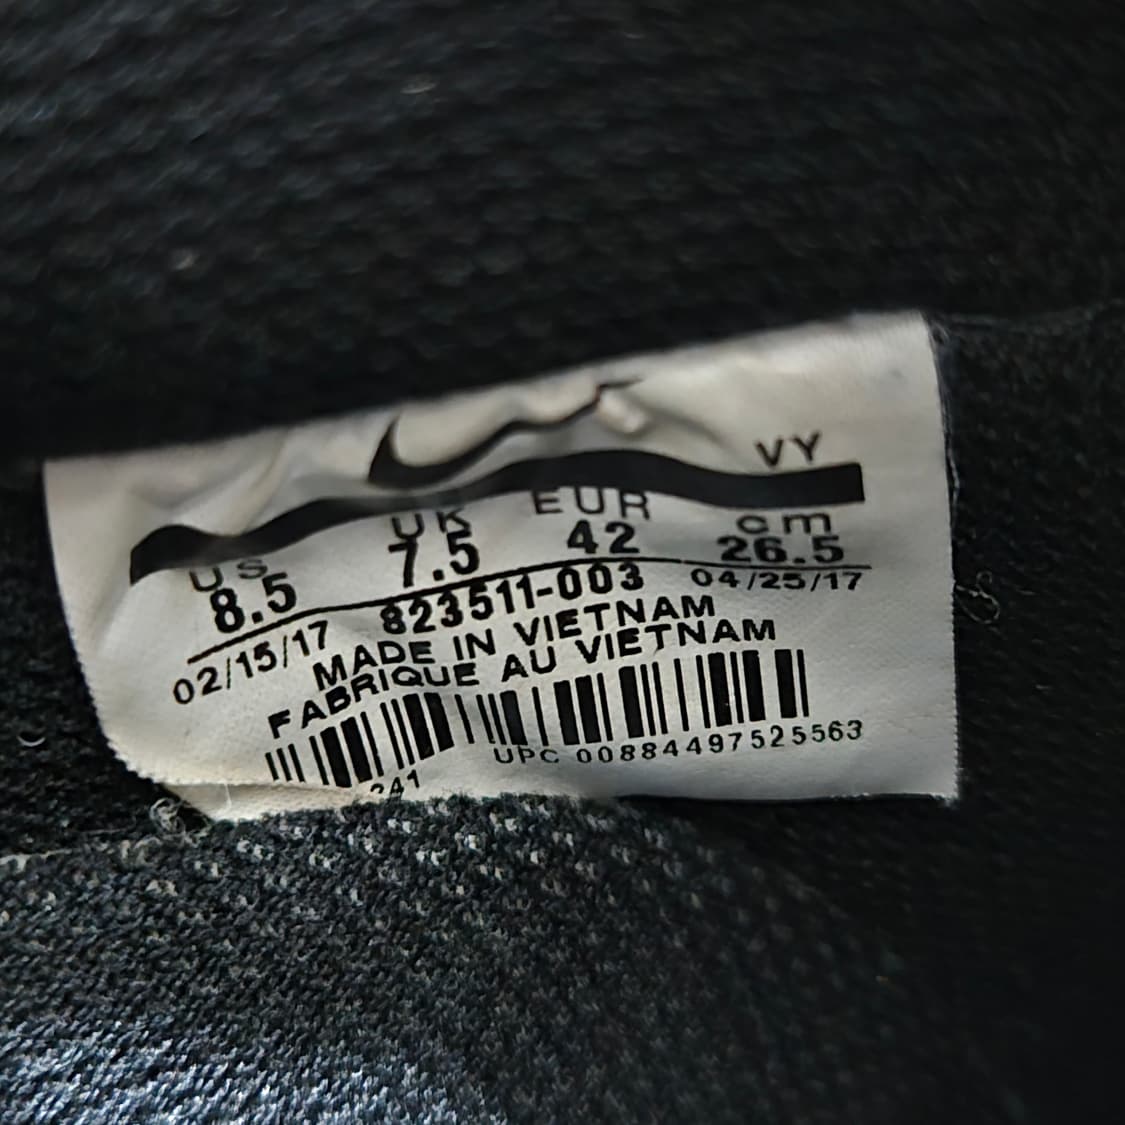 VY
US UK EUR cm
8.5 7.5 42 26.5
02/15/17 823511-003 04/25/17
MADE IN VIETNAM
FABRIQUE AU VIETNAM
UPC 00884497525563
241